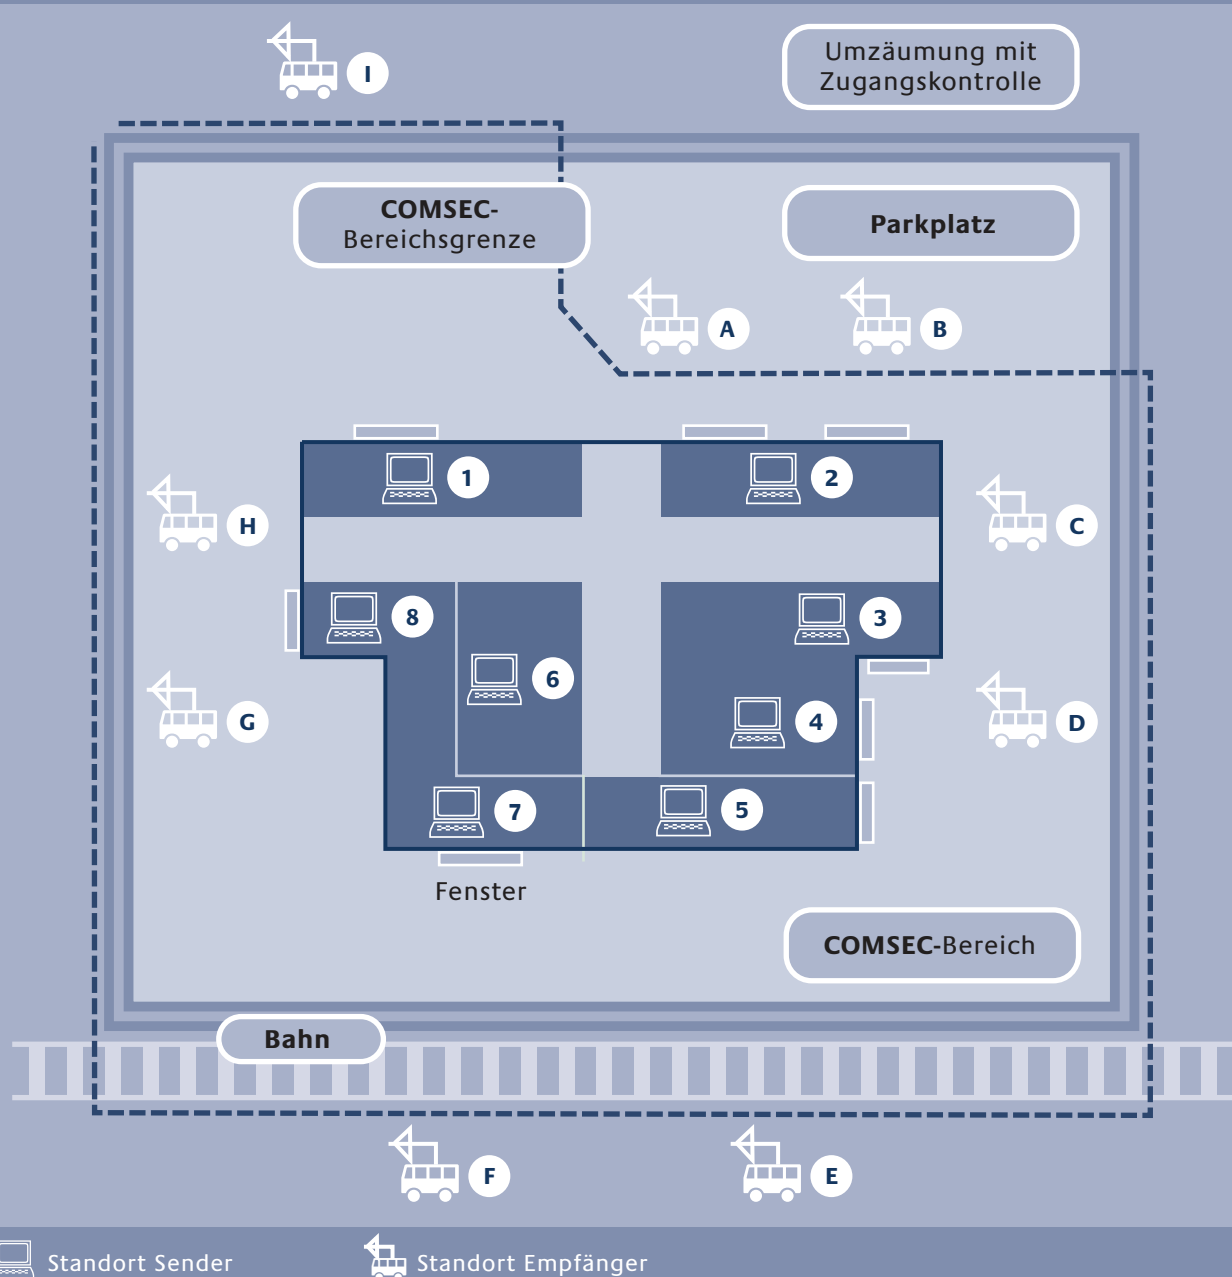 I
Umzäumung mit
Zugangskontrolle
COMSEC-
Bereichsgrenze
Parkplatz
A
B
1
2
H
C
8
3
6
4
G
D
7
5
Fenster
COMSEC-Bereich
Bahn
F
E
Standort Sender
Standort Empfänger